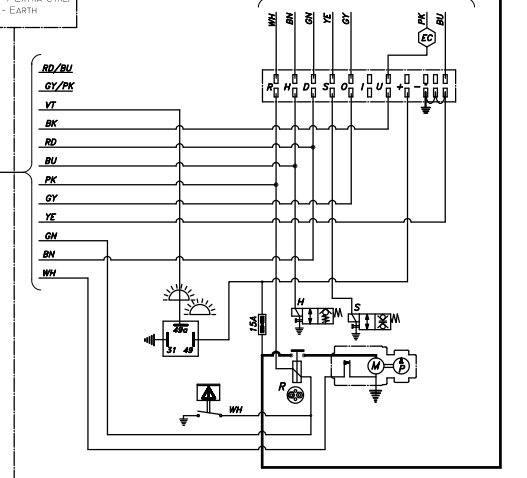 - EARTH
WH BN GN YE GY PK BU
EC
R H D S O I U + -
RD/BU
GY/PK
VT
BK
RD
BU
PK
GY
YE
GN
BN
WH
49a
31 49
15A
H
S
M P
R
WH